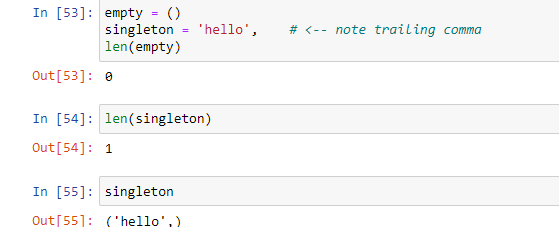 In [53]: empty = ()
singleton = 'hello',    # <-- note trailing comma
len(empty)
Out[53]: 0
In [54]: len(singleton)
Out[54]: 1
In [55]: singleton
Out[55]: ('hello',)